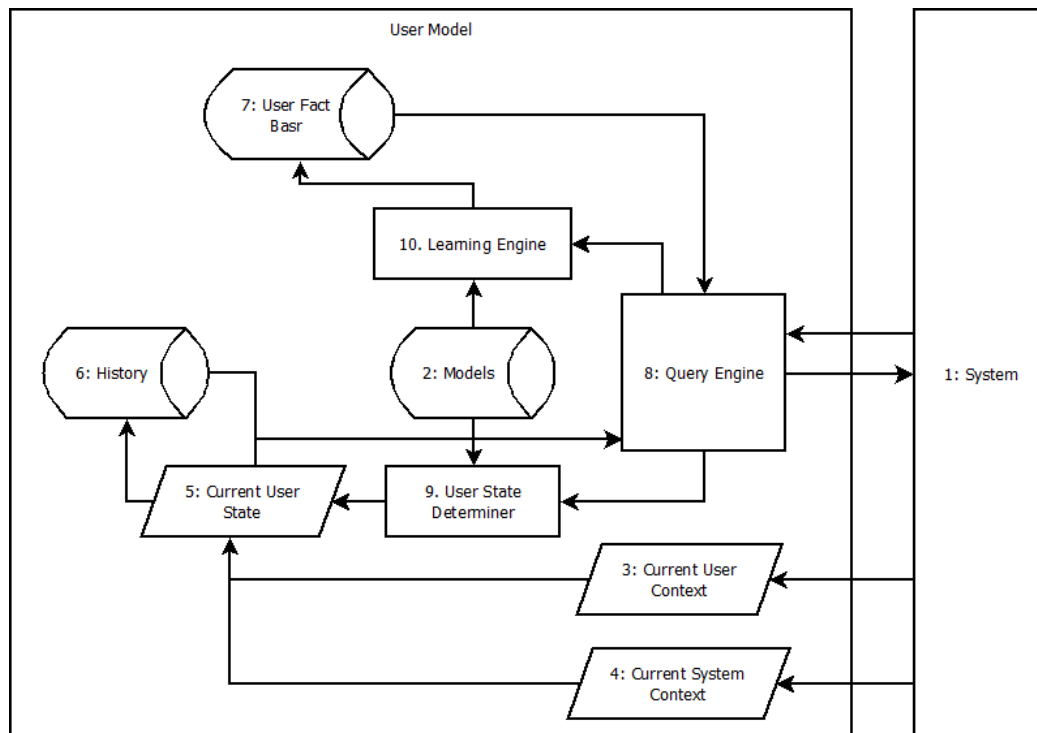 User Model
7: User Fact
Basr
10. Learning Engine
6: History
2: Models
8: Query Engine
1: System
5: Current User
State
9. User State
Determiner
3: Current User
Context
4: Current System
Context